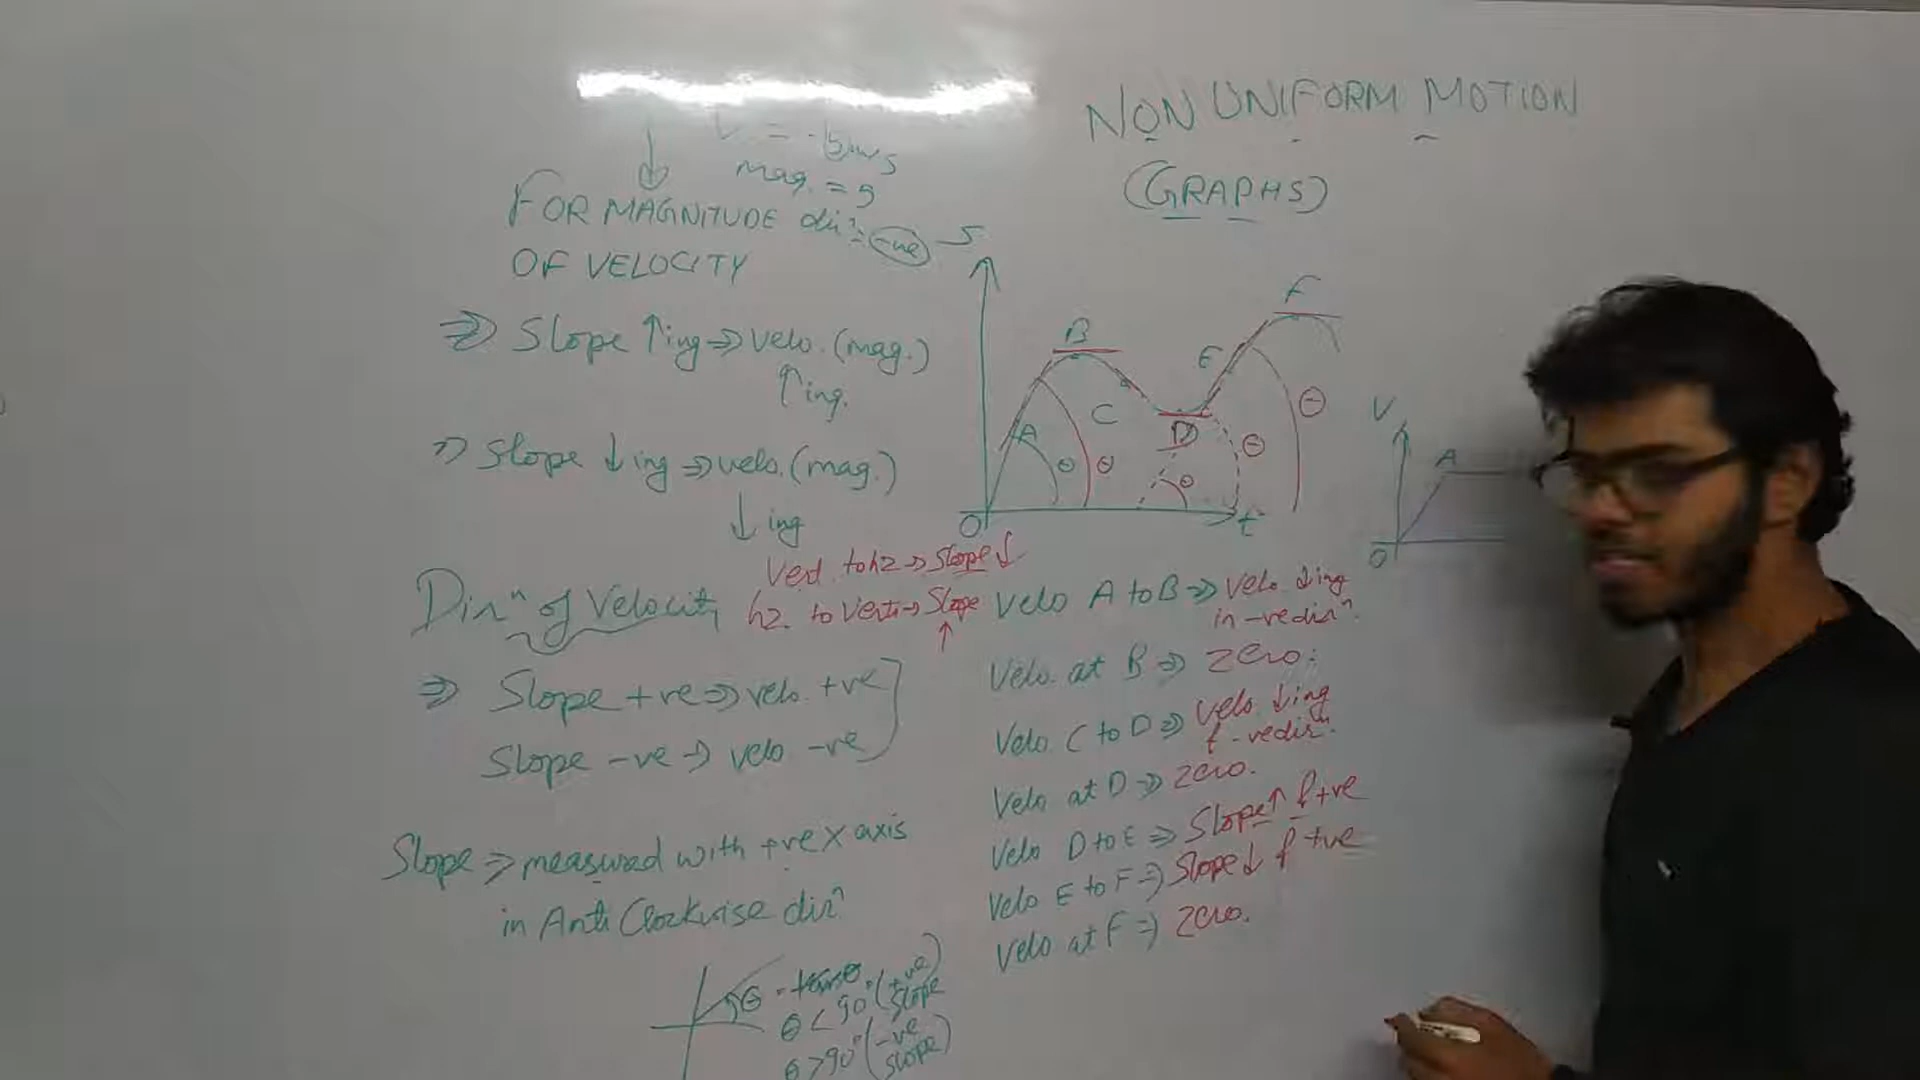 NON UNIFORM MOTION
(GRAPHS)
mag. = 5
FOR MAGNITUDE dirⁿ = -ve
OF VELOCITY
⇒ Slope ↑ing ⇒ velo. (mag.)
↑ing.
⇒ Slope ↓ing ⇒ velo. (mag.)
↓ing
Dirⁿ of Velocity
Vert. to hz → Slope ↓
hz to Vert → Slope ↑
⇒ Slope +ve ⇒ velo. +ve
Slope -ve → velo -ve
Slope ⇒ measured with +ve X axis
in Anti Clockwise dirⁿ
θ
θ < 90° (+ve slope)
θ > 90° (-ve slope)
S
B
F
E
A
C
D
θ θ θ θ θ
O t
V
A
O
Velo A to B ⇒ velo ↓ing
in -ve dirⁿ.
Velo. at B ⇒ zero.
Velo. C to D ⇒ velo ↓ing
f -ve dirⁿ.
Velo at D ⇒ zero.
Velo D to E ⇒ Slope ↑ f +ve
Velo E to F ⇒ Slope ↓ f +ve
Velo at F ⇒ zero.